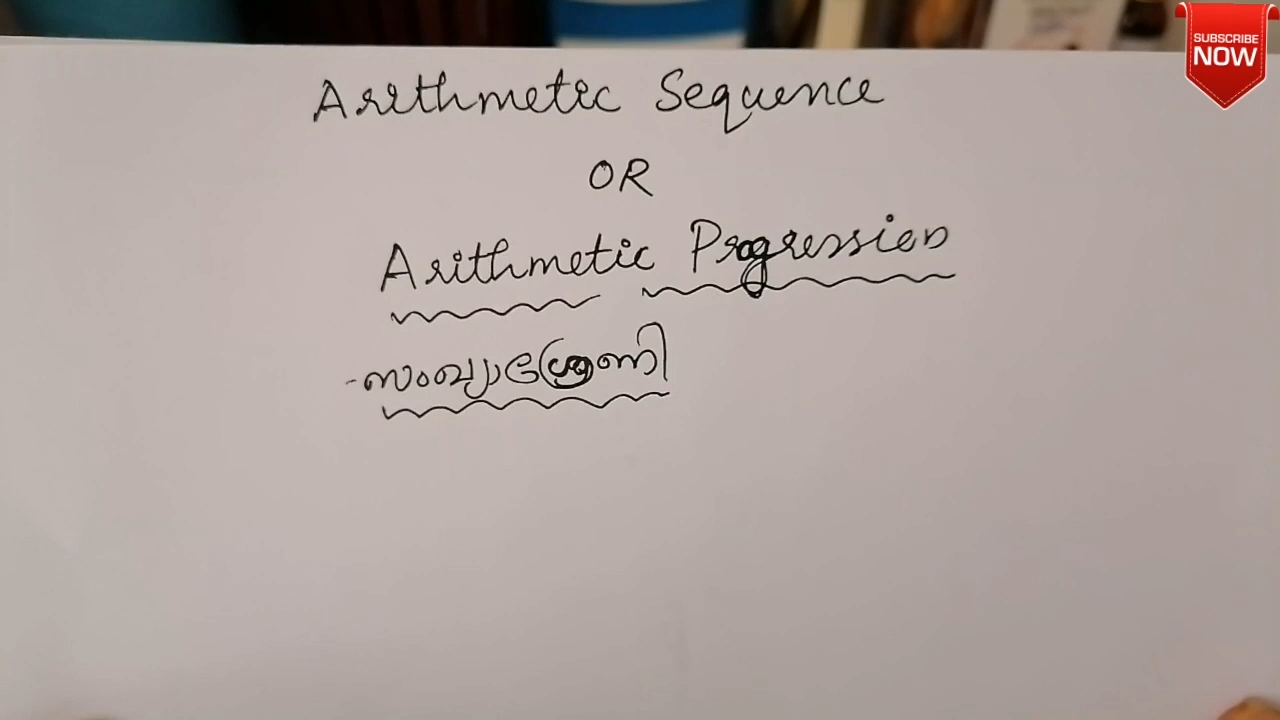 Arithmetic Sequence
OR
Arithmetic Progression
-സംഖ്യാശ്രേണി
SUBSCRIBE
NOW